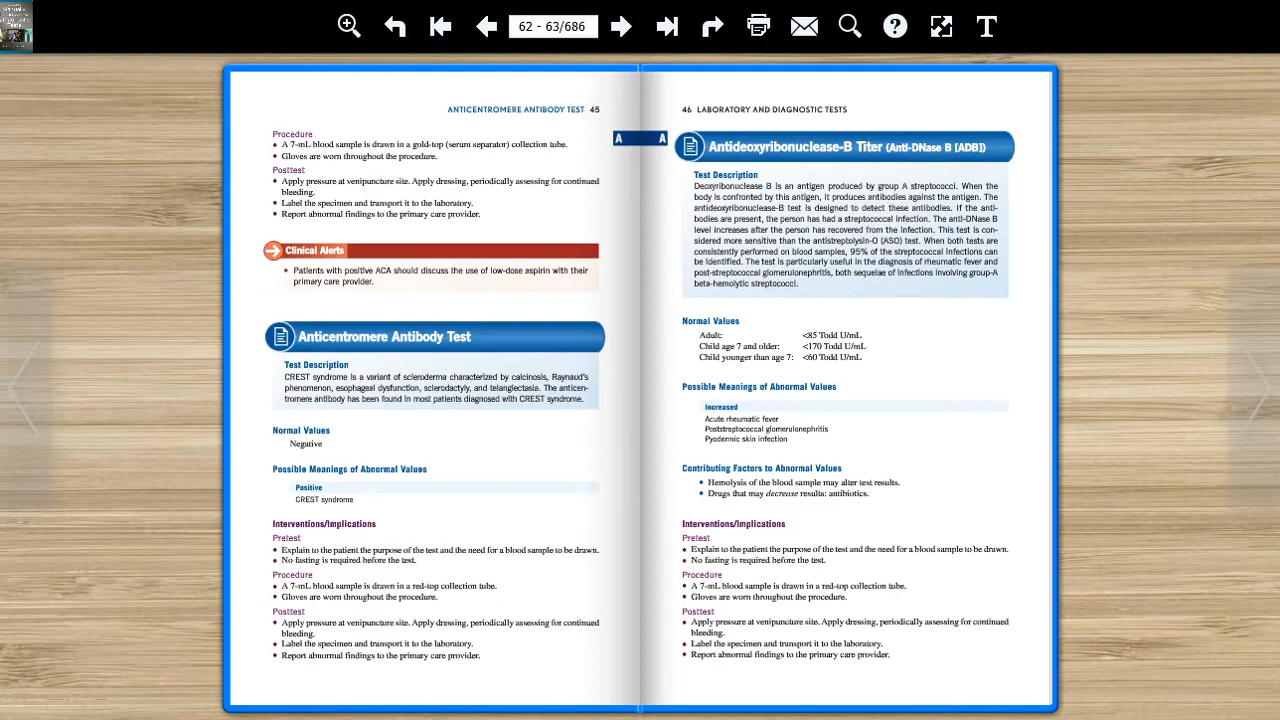 62 - 63/686
ANTICENTROMERE ANTIBODY TEST 45
Procedure
• A 7-mL blood sample is drawn in a gold-top (serum separator) collection tube.
• Gloves are worn throughout the procedure.
Posttest
• Apply pressure at venipuncture site. Apply dressing, periodically assessing for continued
bleeding.
• Label the specimen and transport it to the laboratory.
• Report abnormal findings to the primary care provider.
Clinical Alerts
• Patients with positive ACA should discuss the use of low-dose aspirin with their
primary care provider.
Anticentromere Antibody Test
Test Description
CREST syndrome is a variant of scleroderma characterized by calcinosis, Raynaud's
phenomenon, esophageal dysfunction, sclerodactyly, and telangiectasia. The anticen-
tromere antibody has been found in most patients diagnosed with CREST syndrome.
Normal Values
Negative
Possible Meanings of Abnormal Values
Positive
CREST syndrome
Interventions/Implications
Pretest
• Explain to the patient the purpose of the test and the need for a blood sample to be drawn.
• No fasting is required before the test.
Procedure
• A 7-mL blood sample is drawn in a red-top collection tube.
• Gloves are worn throughout the procedure.
Posttest
• Apply pressure at venipuncture site. Apply dressing, periodically assessing for continued
bleeding.
• Label the specimen and transport it to the laboratory.
• Report abnormal findings to the primary care provider.
A A
46 LABORATORY AND DIAGNOSTIC TESTS
Antideoxyribonuclease-B Titer (Anti-DNase B [ADB])
Test Description
Deoxyribonuclease B is an antigen produced by group A streptococci. When the
body is confronted by this antigen, it produces antibodies against the antigen. The
antideoxyribonuclease-B test is designed to detect these antibodies. If the anti-
bodies are present, the person has had a streptococcal infection. The anti-DNase B
level increases after the person has recovered from the infection. This test is con-
sidered more sensitive than the antistreptolysin-O (ASO) test. When both tests are
consistently performed on blood samples, 95% of the streptococcal infections can
be identified. The test is particularly useful in the diagnosis of rheumatic fever and
post-streptococcal glomerulonephritis, both sequelae of infections involving group-A
beta-hemolytic streptococci.
Normal Values
Adult: <85 Todd U/mL
Child age 7 and older: <170 Todd U/mL
Child younger than age 7: <60 Todd U/mL
Possible Meanings of Abnormal Values
Increased
Acute rheumatic fever
Poststreptococcal glomerulonephritis
Pyodermic skin infection
Contributing Factors to Abnormal Values
• Hemolysis of the blood sample may alter test results.
• Drugs that may decrease results: antibiotics.
Interventions/Implications
Pretest
• Explain to the patient the purpose of the test and the need for a blood sample to be drawn.
• No fasting is required before the test.
Procedure
• A 7-mL blood sample is drawn in a red-top collection tube.
• Gloves are worn throughout the procedure.
Posttest
• Apply pressure at venipuncture site. Apply dressing, periodically assessing for continued
bleeding.
• Label the specimen and transport it to the laboratory.
• Report abnormal findings to the primary care provider.